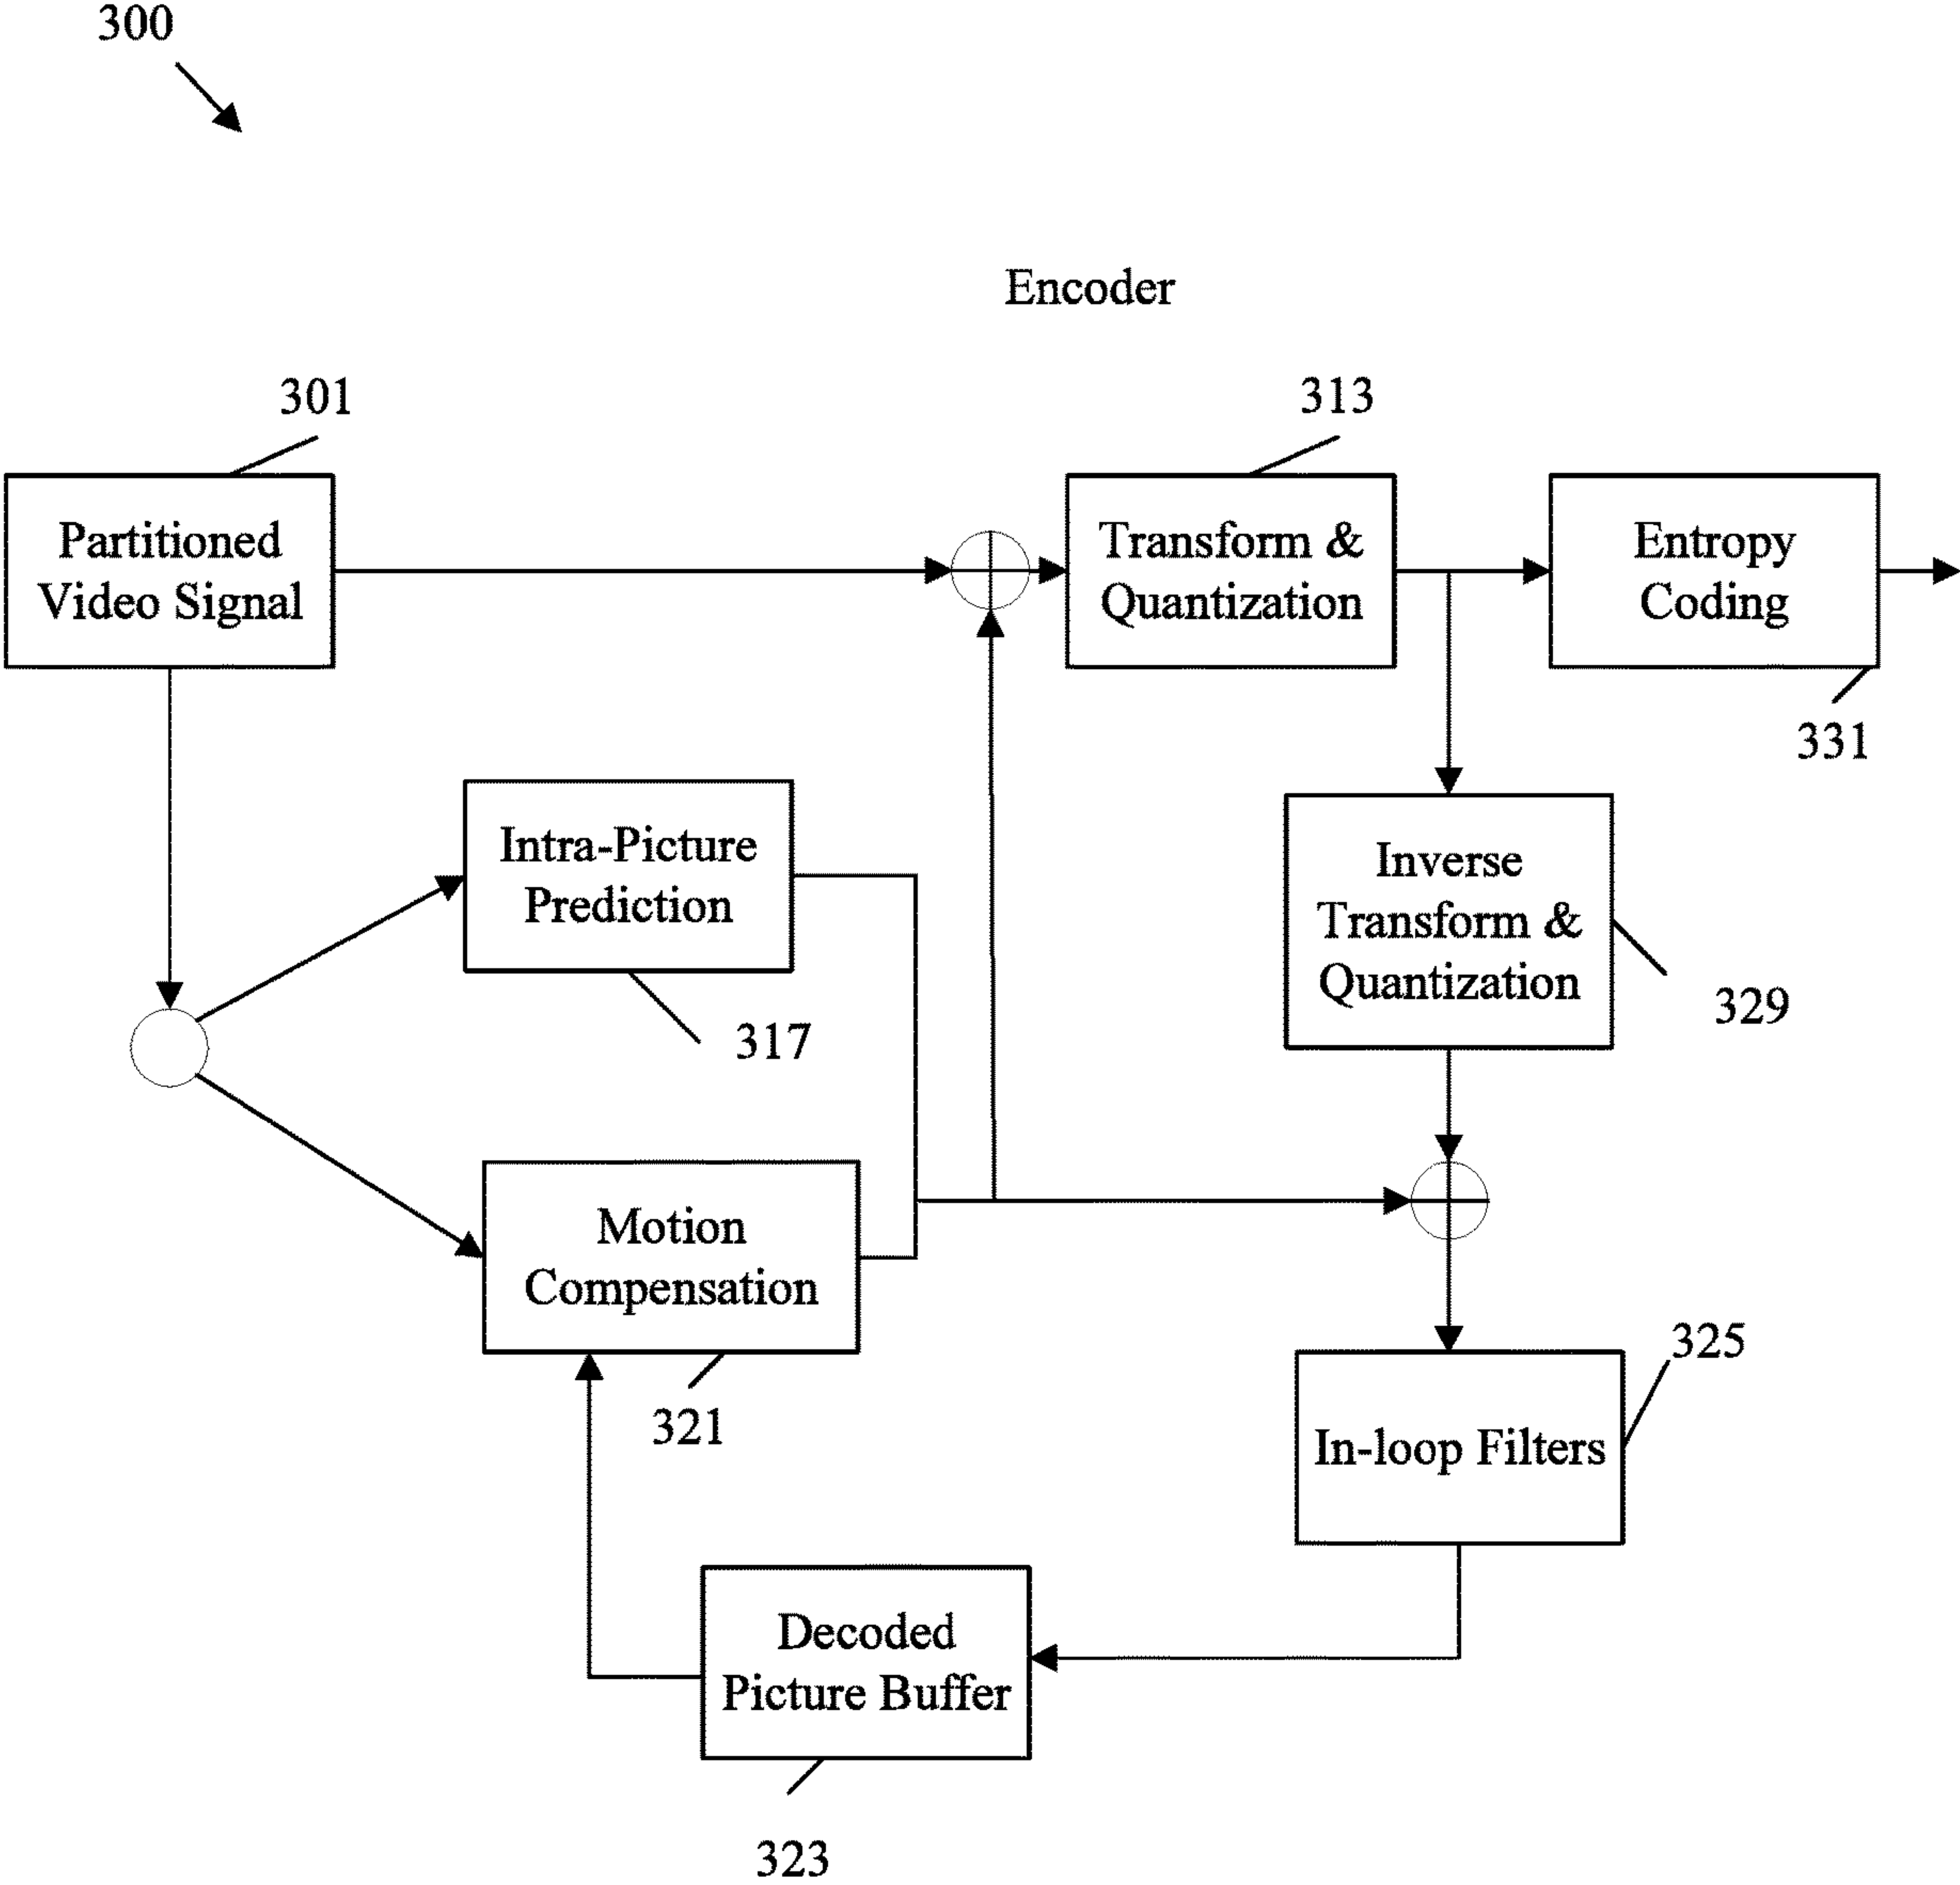 300
Encoder
301
313
Partitioned
Video Signal
Transform &
Quantization
Entropy
Coding
331
Intra-Picture
Prediction
317
Inverse
Transform &
Quantization
329
Motion
Compensation
321
325
In-loop Filters
Decoded
Picture Buffer
323